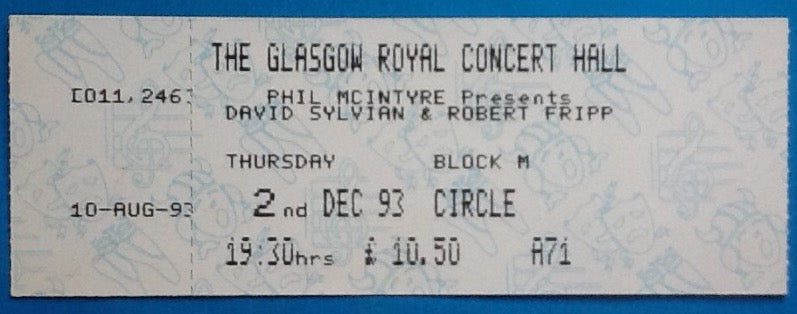 THE GLASGOW ROYAL CONCERT HALL
[011,246]
PHIL MCINTYRE Presents
DAVID SYLVIAN & ROBERT FRIPP
THURSDAY BLOCK M
10-AUG-93
2nd DEC 93 CIRCLE
19:30hrs £ 10.50 A71